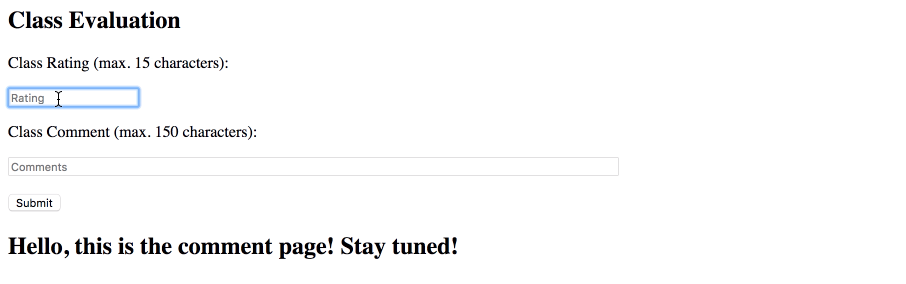 Class Evaluation
Class Rating (max. 15 characters):
Rating
Class Comment (max. 150 characters):
Comments
Submit
Hello, this is the comment page! Stay tuned!